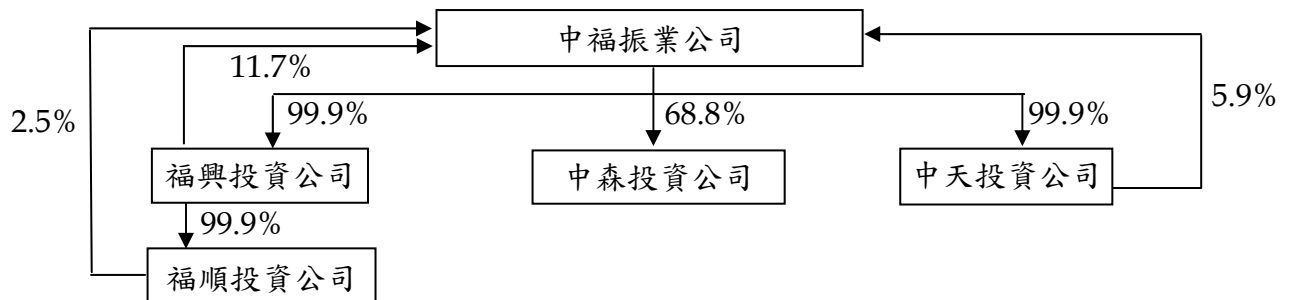 中福振業公司
11.7%
2.5%
99.9%
68.8%
99.9%
5.9%
福興投資公司
中森投資公司
中天投資公司
99.9%
福順投資公司